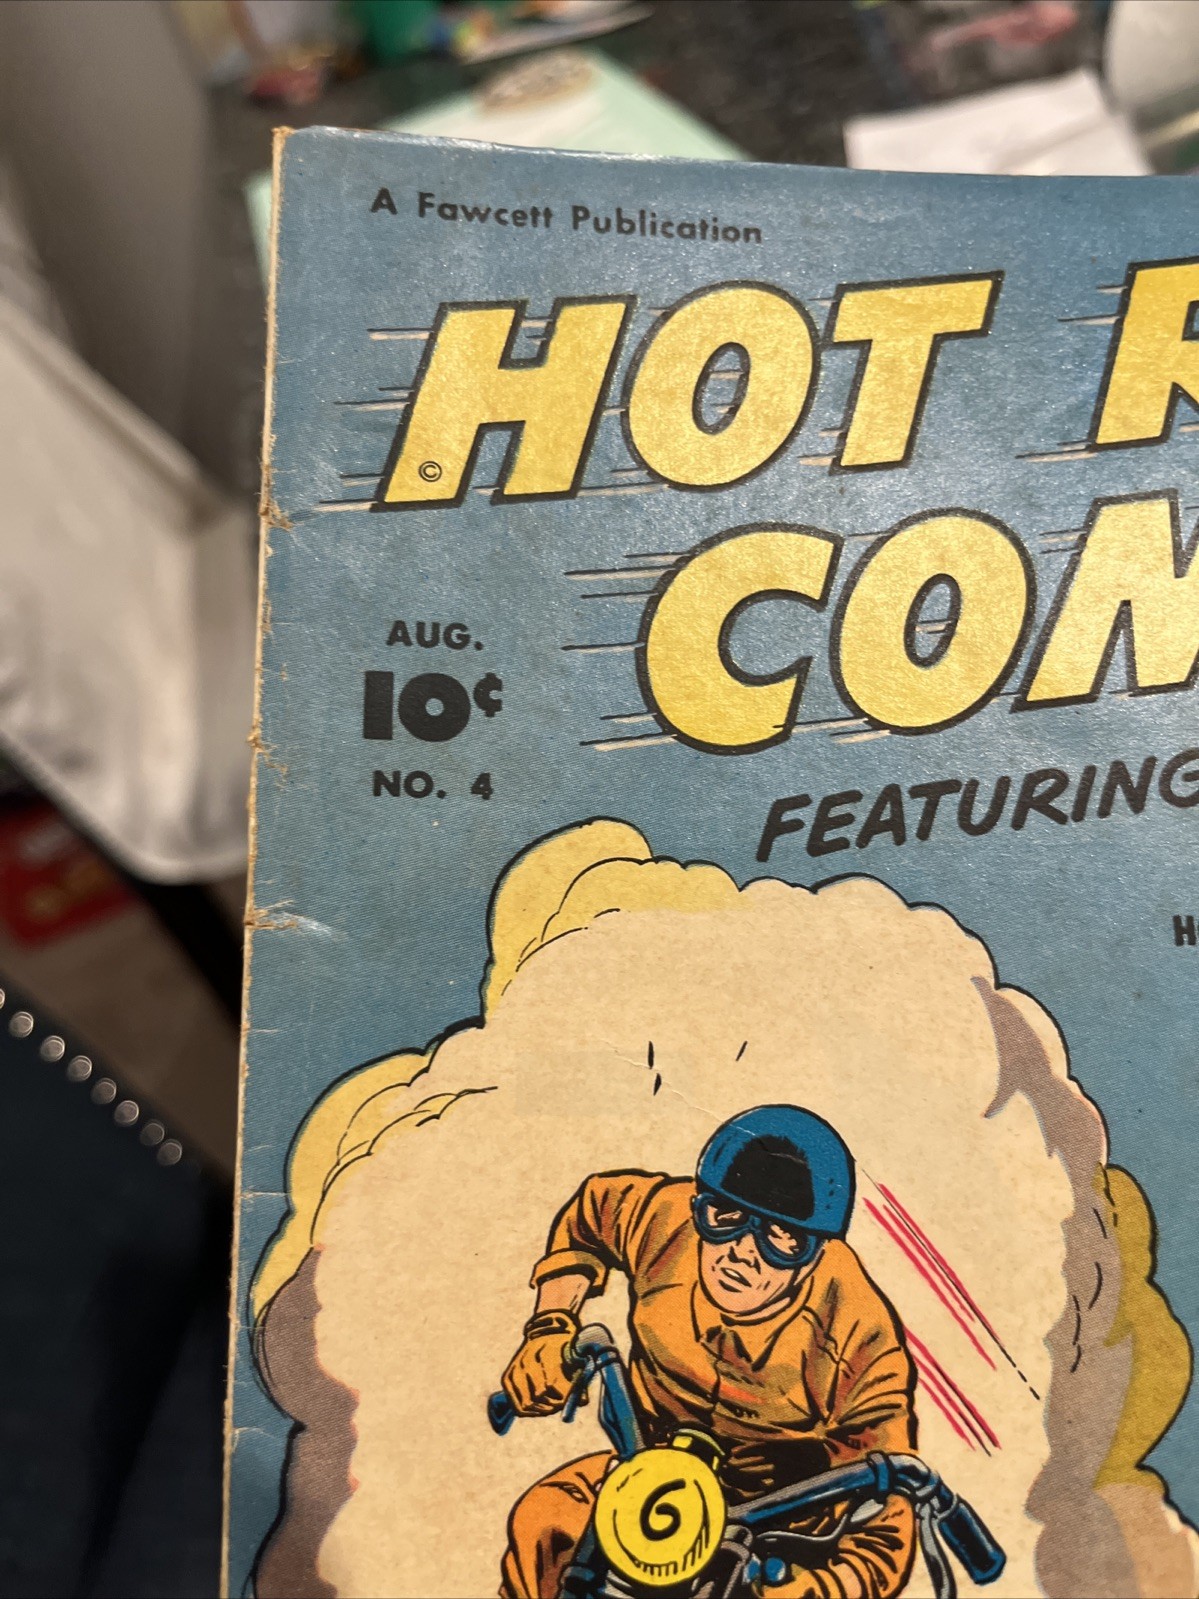 A Fawcett Publication
HOT R
©
COM
AUG.
10¢
NO. 4
FEATURING
H
6